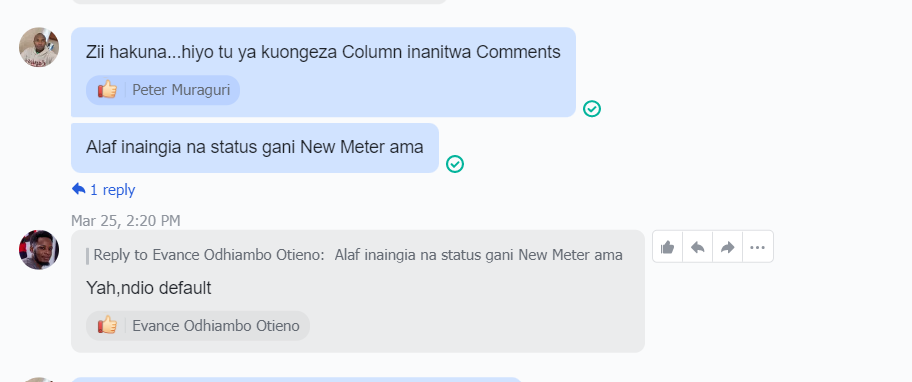 Zii hakuna...hiyo tu ya kuongeza Column inanitwa Comments
Peter Muraguri
Alaf inaingia na status gani New Meter ama
1 reply
Mar 25, 2:20 PM
Reply to Evance Odhiambo Otieno: Alaf inaingia na status gani New Meter ama
Yah,ndio default
Evance Odhiambo Otieno